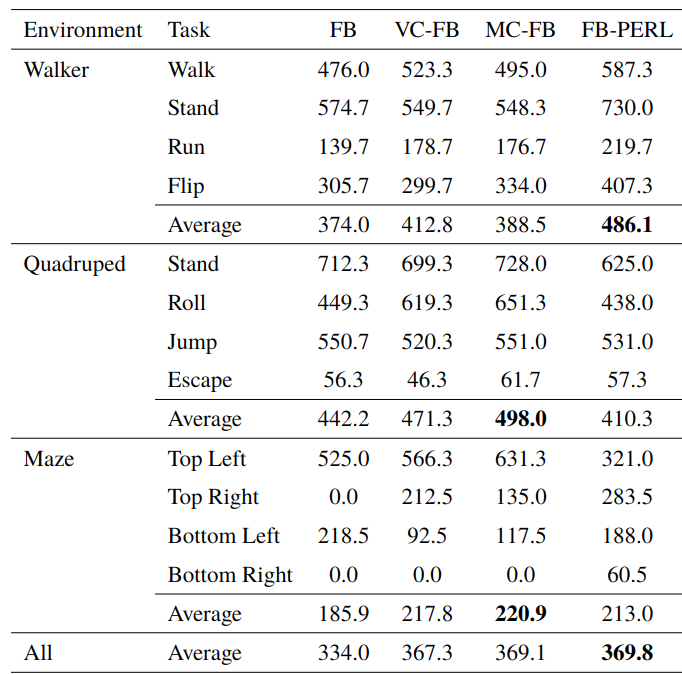 Environment Task FB VC-FB MC-FB FB-PERL
Walker Walk 476.0 523.3 495.0 587.3
Stand 574.7 549.7 548.3 730.0
Run 139.7 178.7 176.7 219.7
Flip 305.7 299.7 334.0 407.3
Average 374.0 412.8 388.5 486.1
Quadruped Stand 712.3 699.3 728.0 625.0
Roll 449.3 619.3 651.3 438.0
Jump 550.7 520.3 551.0 531.0
Escape 56.3 46.3 61.7 57.3
Average 442.2 471.3 498.0 410.3
Maze Top Left 525.0 566.3 631.3 321.0
Top Right 0.0 212.5 135.0 283.5
Bottom Left 218.5 92.5 117.5 188.0
Bottom Right 0.0 0.0 0.0 60.5
Average 185.9 217.8 220.9 213.0
All Average 334.0 367.3 369.1 369.8